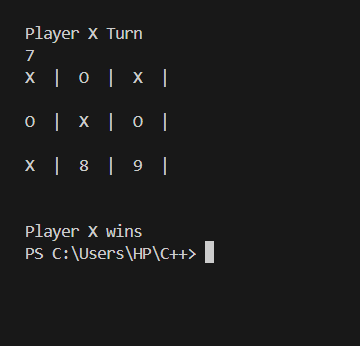 Player X Turn
7
X | O | X |
O | X | O |
X | 8 | 9 |
Player X wins
PS C:\Users\HP\C++>